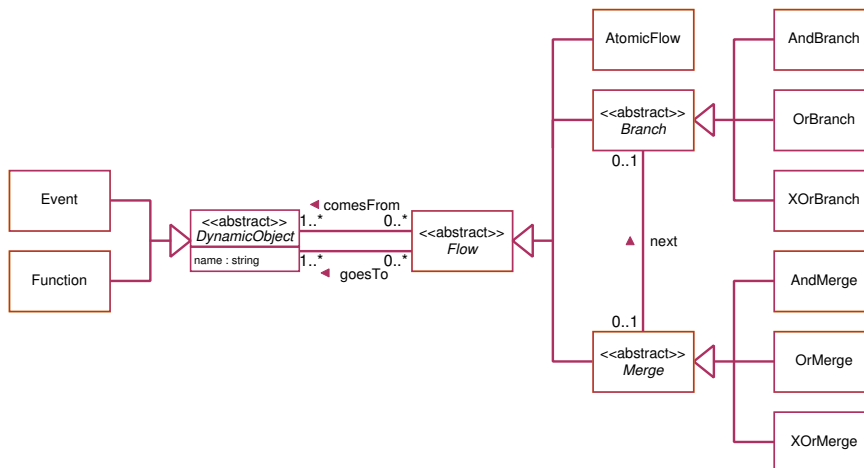 AtomicFlow
AndBranch
<<abstract>>
Branch
OrBranch
0..1
XOrBranch
Event
comesFrom
<<abstract>>
DynamicObject
name : string
1..*
0..*
<<abstract>>
Flow
1..*
0..*
goesTo
next
Function
AndMerge
0..1
<<abstract>>
Merge
OrMerge
XOrMerge